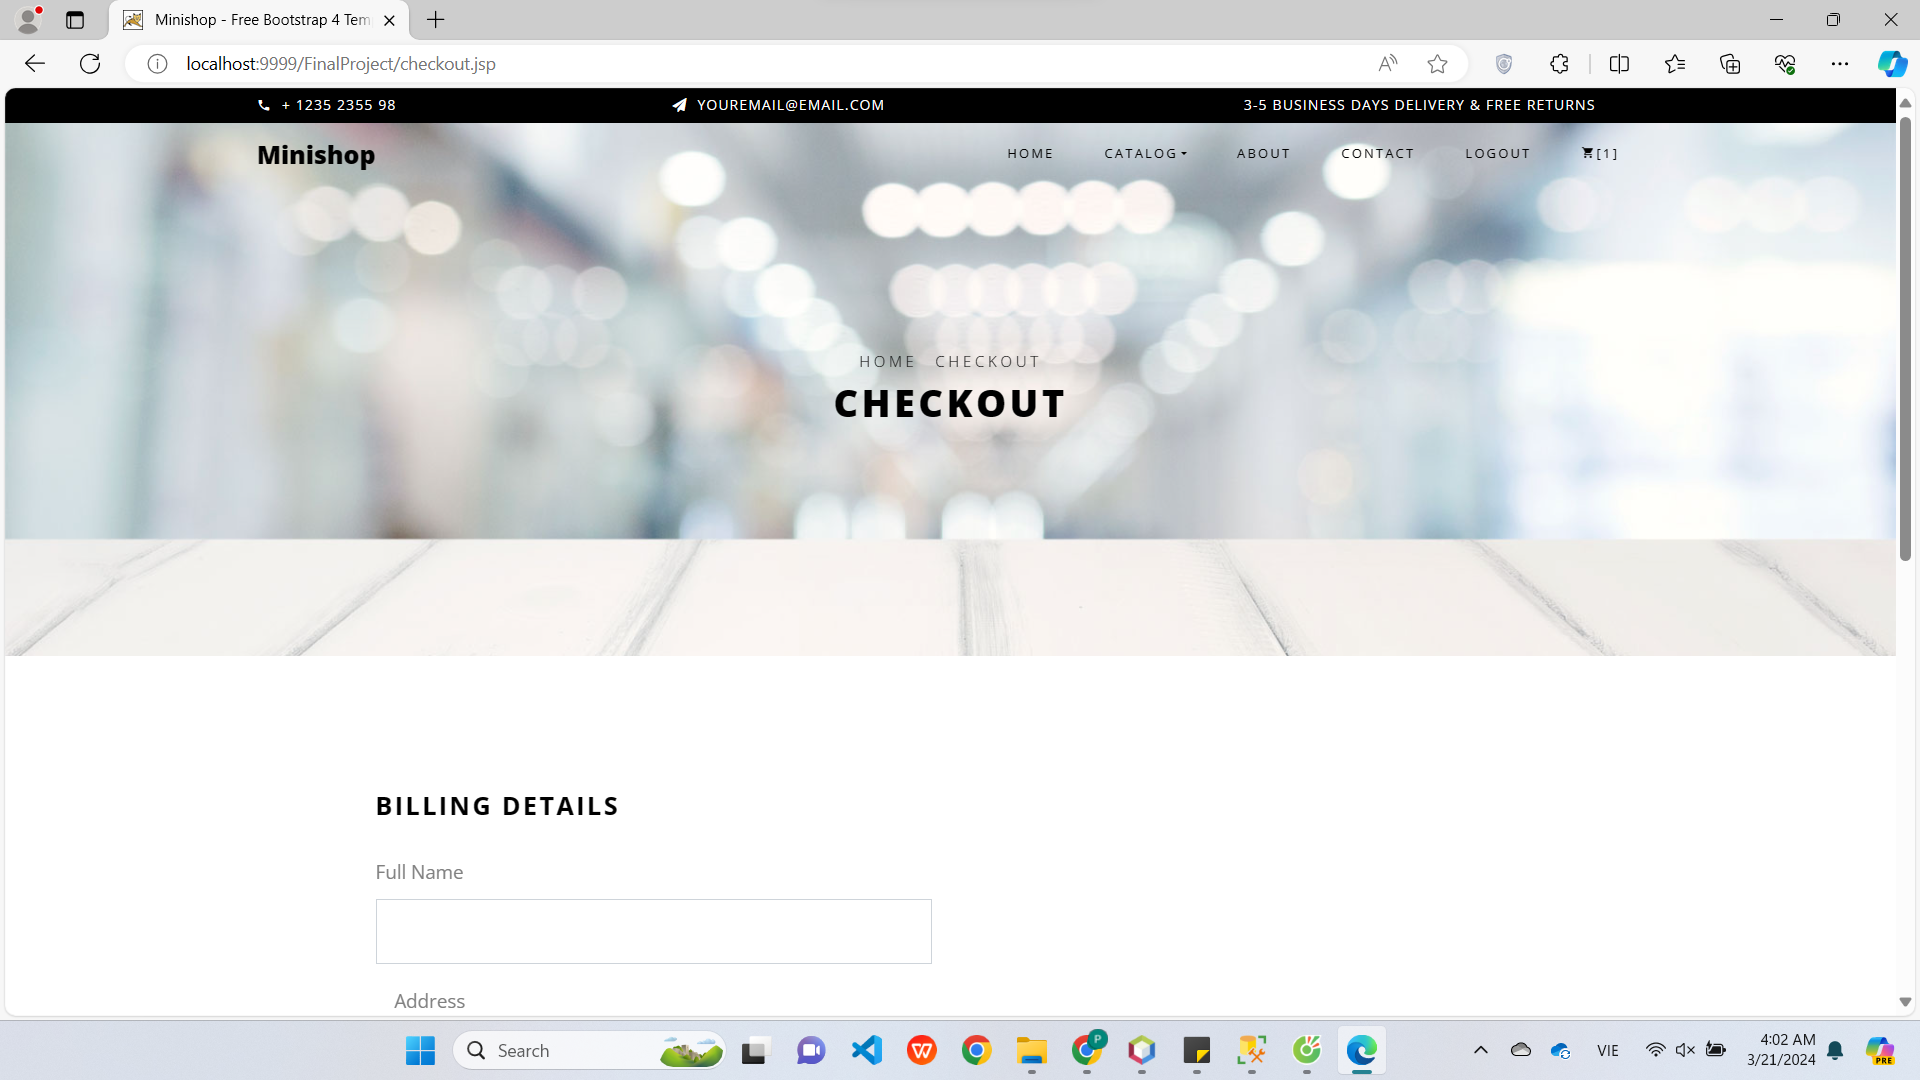 Minishop - Free Bootstrap 4 Tem
localhost:9999/FinalProject/checkout.jsp
+ 1235 2355 98
YOUREMAIL@EMAIL.COM
3-5 BUSINESS DAYS DELIVERY & FREE RETURNS
Minishop
HOME
CATALOG
ABOUT
CONTACT
LOGOUT
[1]
HOME CHECKOUT
CHECKOUT
BILLING DETAILS
Full Name
Address
Search
P
VIE
4:02 AM
3/21/2024
PRE